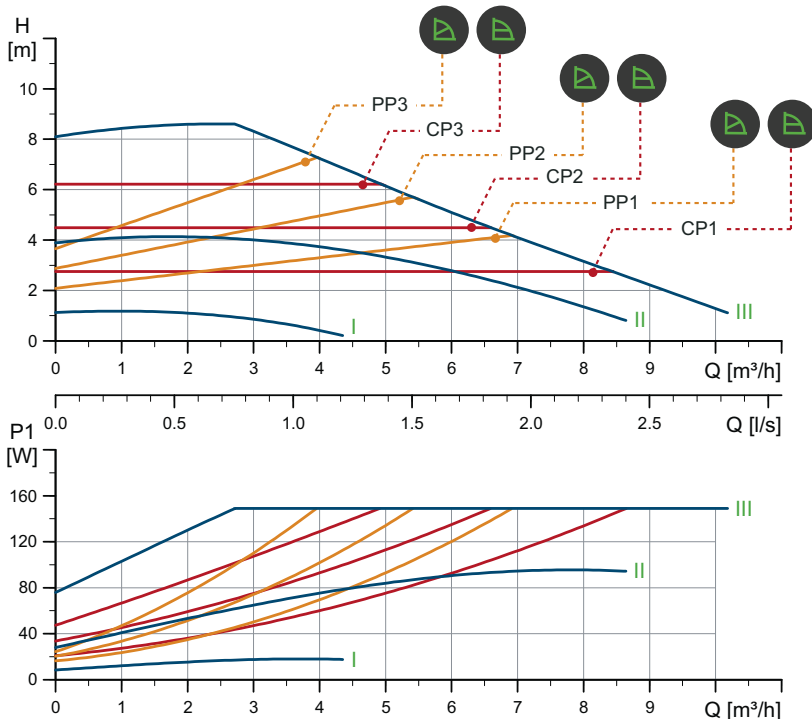 H
[m]
10
8
6
4
2
0
PP3
CP3
PP2
CP2
PP1
CP1
I
II
III
0 1 2 3 4 5 6 7 8 9 Q [m³/h]
0.0 0.5 1.0 1.5 2.0 2.5 Q [l/s]
P1
[W]
160
120
80
40
0
III
II
I
0 1 2 3 4 5 6 7 8 9 Q [m³/h]